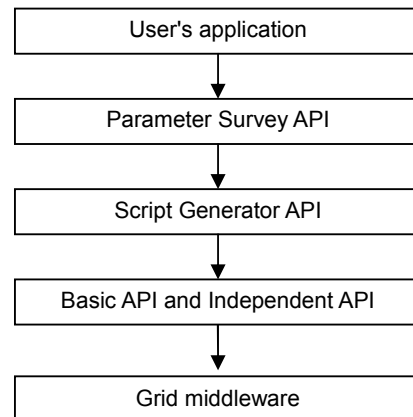 User's application
Parameter Survey API
Script Generator API
Basic API and Independent API
Grid middleware